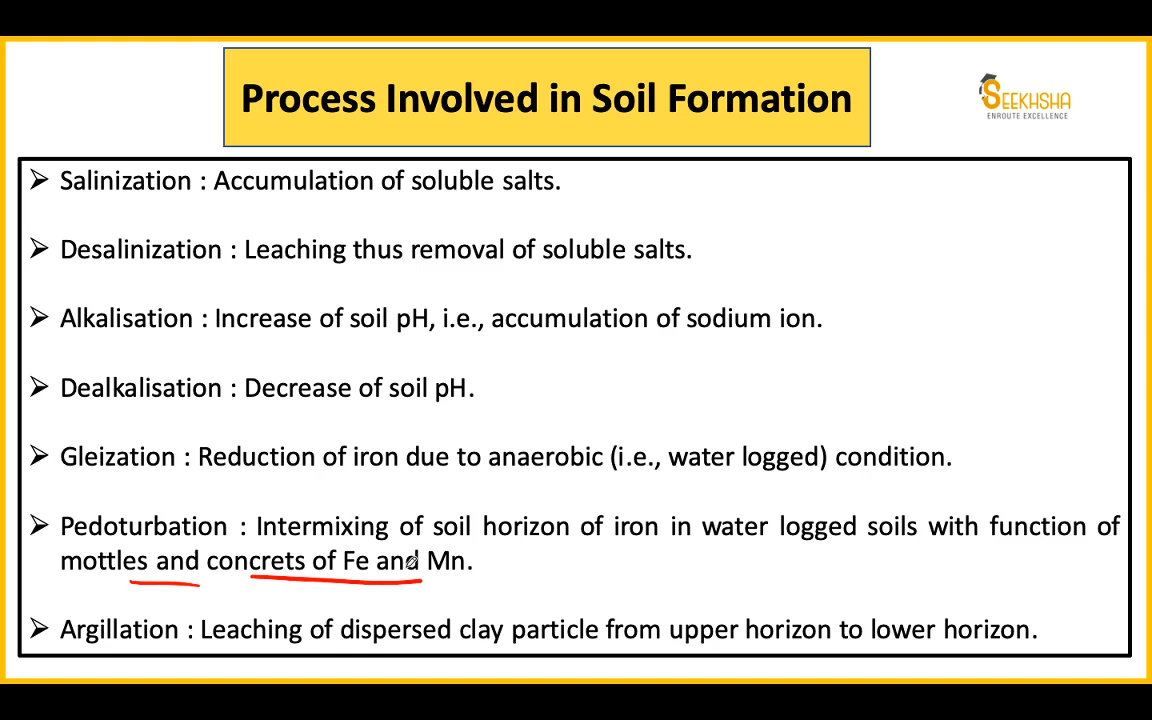 Process Involved in Soil Formation
SEEKHSHA
ENROUTE EXCELLENCE
➢ Salinization : Accumulation of soluble salts.
➢ Desalinization : Leaching thus removal of soluble salts.
➢ Alkalisation : Increase of soil pH, i.e., accumulation of sodium ion.
➢ Dealkalisation : Decrease of soil pH.
➢ Gleization : Reduction of iron due to anaerobic (i.e., water logged) condition.
➢ Pedoturbation : Intermixing of soil horizon of iron in water logged soils with function of
mottles and concrets of Fe and Mn.
➢ Argillation : Leaching of dispersed clay particle from upper horizon to lower horizon.